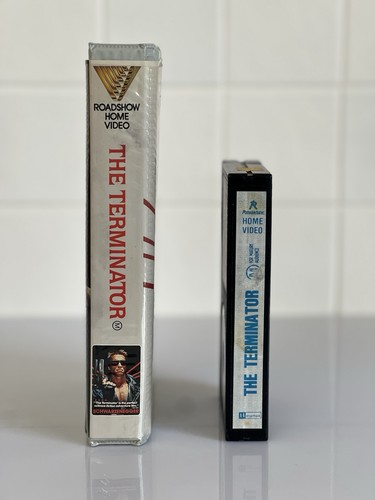 ROADSHOW
HOME
VIDEO
THE TERMINATOR
M
SCHWARZENEGGER
HOME
VIDEO
THE TERMINATOR